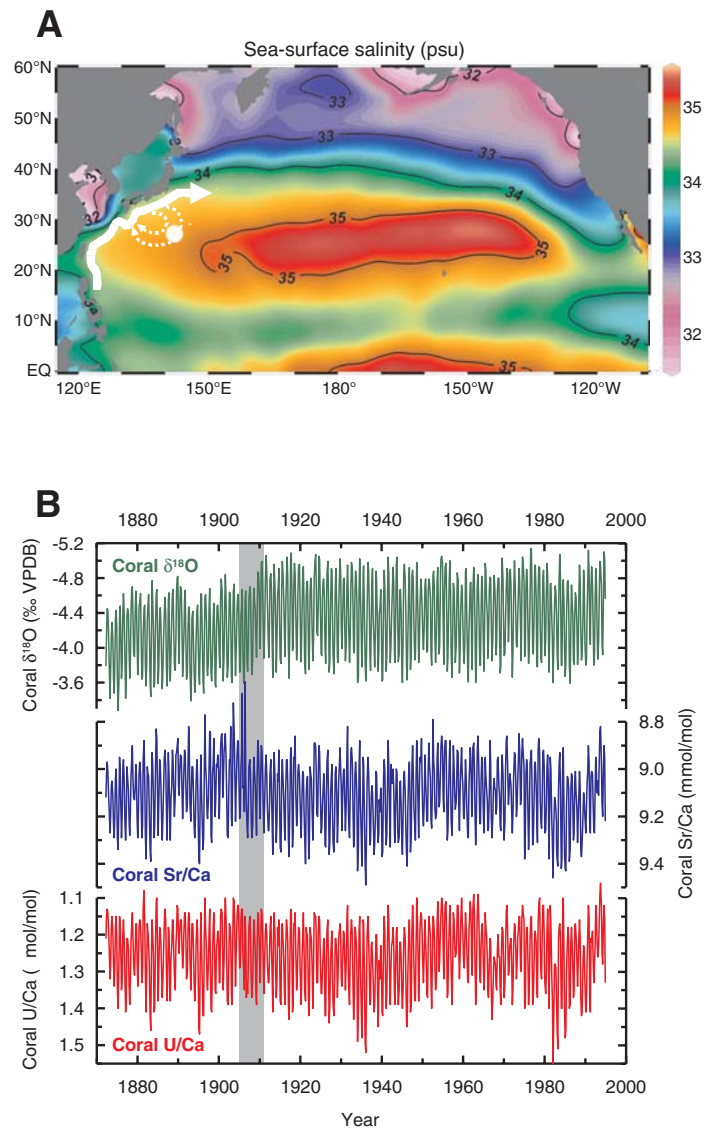 A
Sea-surface salinity (psu)
60°N
50°N
40°N
30°N
20°N
10°N
EQ
120°E 150°E 180° 150°W 120°W
32
33
33
33
34
34
35
35
35
35
34
35
33
32
35
34
33
32
B
1880 1900 1920 1940 1960 1980 2000
Coral δ18O (‰ VPDB)
-5.2
-4.8
-4.4
-4.0
-3.6
Coral δ18O
8.8
9.0
9.2
9.4
Coral Sr/Ca (mmol/mol)
Coral Sr/Ca
Coral U/Ca ( mol/mol)
1.1
1.2
1.3
1.4
1.5
Coral U/Ca
1880 1900 1920 1940 1960 1980 2000
Year